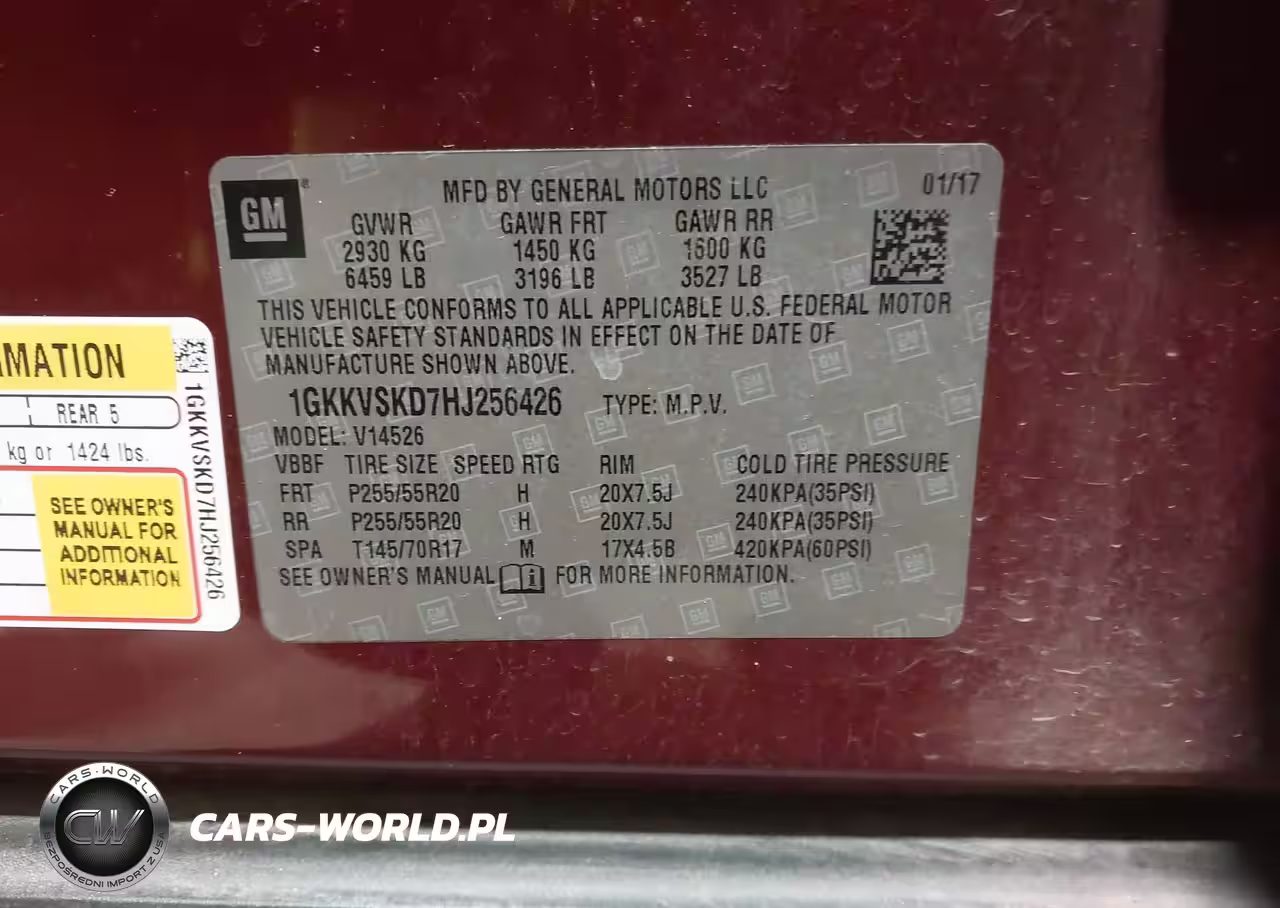 GM
MFD BY GENERAL MOTORS LLC 01/17
GVWR GAWR FRT GAWR RR
2930 KG 1450 KG 1600 KG
6459 LB 3196 LB 3527 LB
THIS VEHICLE CONFORMS TO ALL APPLICABLE U.S. FEDERAL MOTOR
VEHICLE SAFETY STANDARDS IN EFFECT ON THE DATE OF
MANUFACTURE SHOWN ABOVE.
1GKKVSKD7HJ256426 TYPE: M.P.V.
MODEL: V14526
VBBF TIRE SIZE SPEED RTG RIM COLD TIRE PRESSURE
FRT P255/55R20 H 20X7.5J 240KPA(35PSI)
RR P255/55R20 H 20X7.5J 240KPA(35PSI)
SPA T145/70R17 M 17X4.5B 420KPA(60PSI)
SEE OWNER'S MANUAL i FOR MORE INFORMATION.
MATION
REAR 5
kg or 1424 lbs.
SEE OWNER'S
MANUAL FOR
ADDITIONAL
INFORMATION
1GKKVSKD7HJ256426
CARS-WORLD
CW
BEZPOŚREDNI IMPORT Z USA
CARS-WORLD.PL